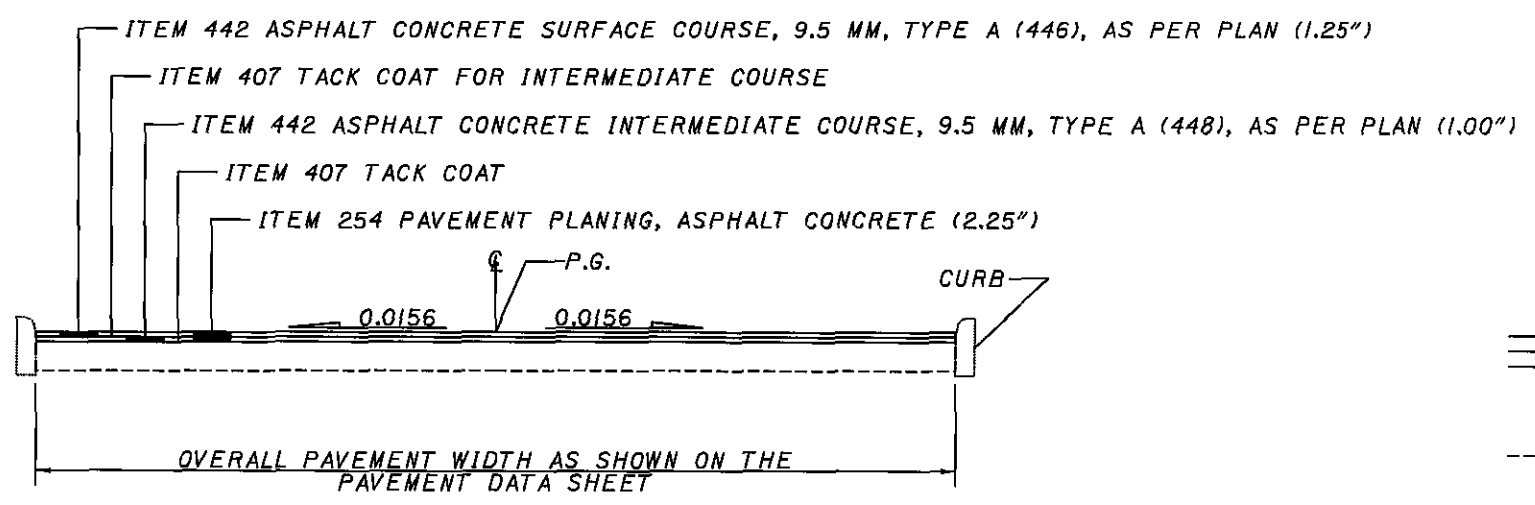 ITEM 442 ASPHALT CONCRETE SURFACE COURSE, 9.5 MM, TYPE A (446), AS PER PLAN (1.25")
ITEM 407 TACK COAT FOR INTERMEDIATE COURSE
ITEM 442 ASPHALT CONCRETE INTERMEDIATE COURSE, 9.5 MM, TYPE A (448), AS PER PLAN (1.00")
ITEM 407 TACK COAT
ITEM 254 PAVEMENT PLANING, ASPHALT CONCRETE (2.25")
℄ P.G.
CURB
0.0156 0.0156
OVERALL PAVEMENT WIDTH AS SHOWN ON THE
PAVEMENT DATA SHEET